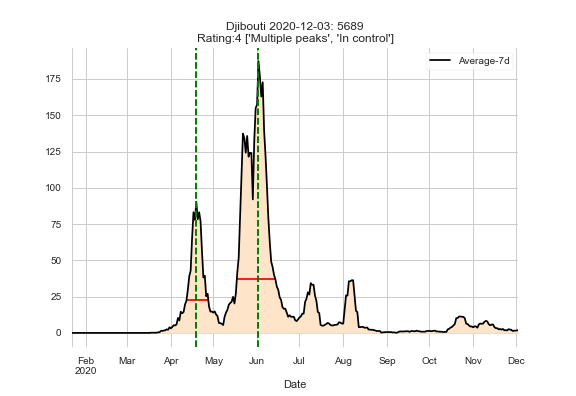 Djibouti 2020-12-03: 5689
Rating:4 ['Multiple peaks', 'In control']
Average-7d
175
150
125
100
75
50
25
0
Feb Mar Apr May Jun Jul Aug Sep Oct Nov Dec
2020
Date